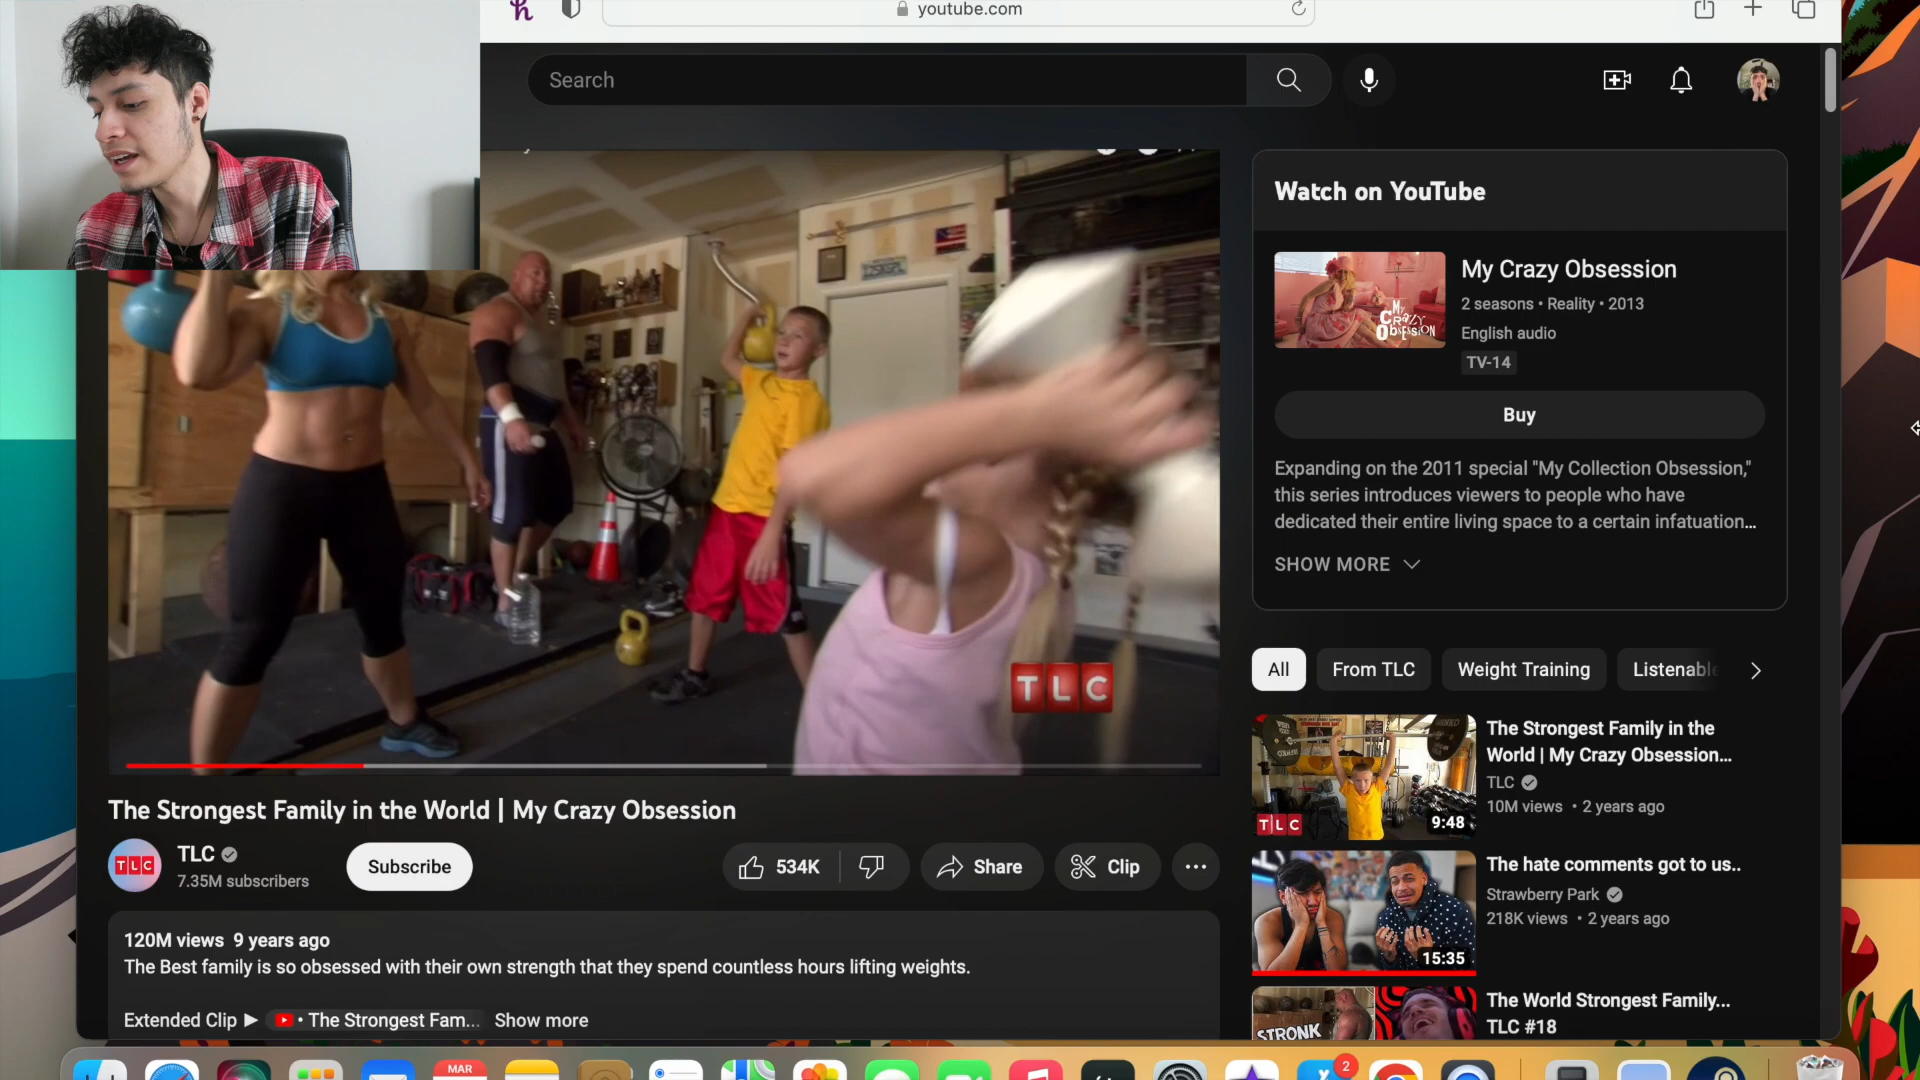 youtube.com
Search
Watch on YouTube
My Crazy Obsession
2 seasons • Reality • 2013
English audio
TV-14
MY CRAZY OBSESSION
Buy
Expanding on the 2011 special "My Collection Obsession,"
this series introduces viewers to people who have
dedicated their entire living space to a certain infatuation...
SHOW MORE
TLC
All
From TLC
Weight Training
Listenable
The Strongest Family in the
World | My Crazy Obsession...
TLC
10M views • 2 years ago
TLC
9:48
The Strongest Family in the World | My Crazy Obsession
TLC
TLC
7.35M subscribers
Subscribe
534K
Share
Clip
The hate comments got to us..
Strawberry Park
218K views • 2 years ago
15:35
120M views 9 years ago
The Best family is so obsessed with their own strength that they spend countless hours lifting weights.
Extended Clip ▶ • The Strongest Fam... Show more
The World Strongest Family...
TLC #18
STRONK
MAR
2